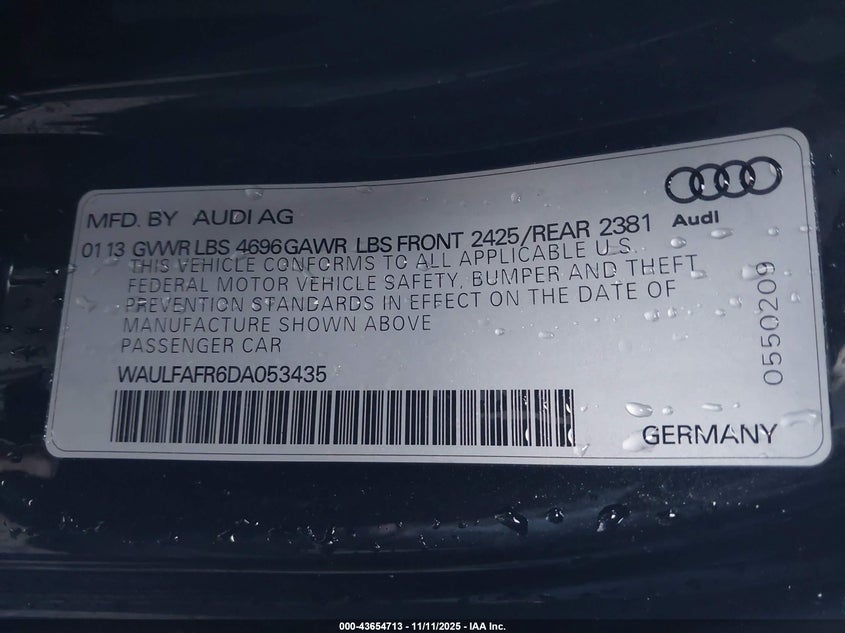 MFD. BY AUDI AG
Audi
0113 GVWR LBS 4696 GAWR LBS FRONT 2425/REAR 2381
THIS VEHICLE CONFORMS TO ALL APPLICABLE U.S.
FEDERAL MOTOR VEHICLE SAFETY, BUMPER AND THEFT
PREVENTION STANDARDS IN EFFECT ON THE DATE OF
MANUFACTURE SHOWN ABOVE
PASSENGER CAR
WAULFAFR6DA053435
0550209
GERMANY
000-43654713 - 11/11/2025 - IAA Inc.